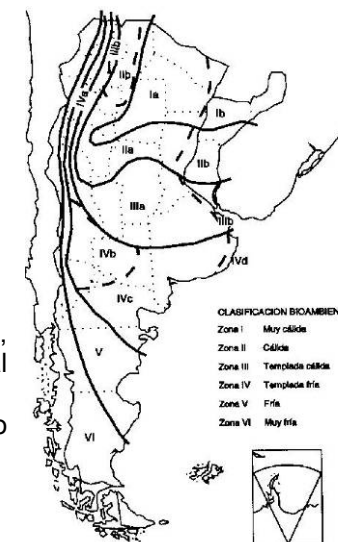 IIIb
IVa
IIb
Ia
Ib
IIa
IIb
IIIa
IIIb
IVb
IVd
IVc
V
VI
CLASIFICACION BIOAMBIEN
Zona I Muy cálida
Zona II Cálida
Zona III Templada cálida
Zona IV Templada fría
Zona V Fría
Zona VI Muy fría
,
al
o